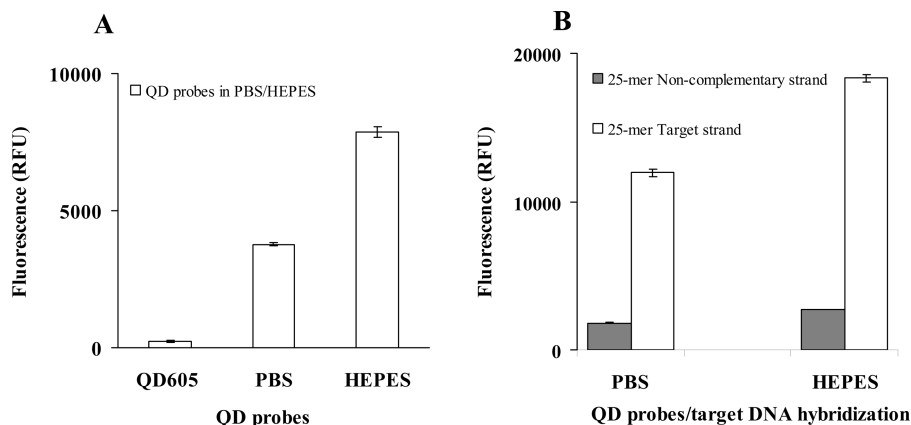 A
10000
QD probes in PBS/HEPES
5000
0
Fluorescence (RFU)
QD605 PBS HEPES
QD probes
B
20000
25-mer Non-complementary strand
25-mer Target strand
10000
0
Fluorescence (RFU)
PBS HEPES
QD probes/target DNA hybridization